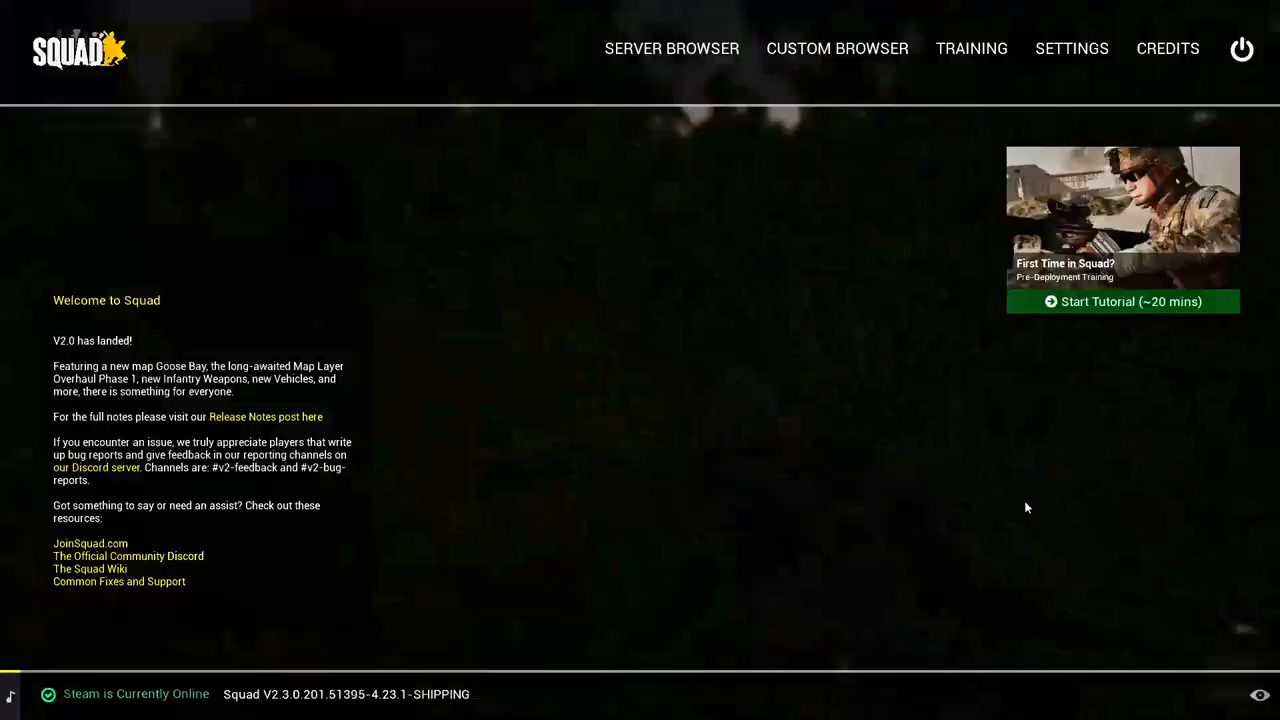 SQUAD
SERVER BROWSER
CUSTOM BROWSER
TRAINING
SETTINGS
CREDITS
First Time in Squad?
Pre-Deployment Training
Start Tutorial (~20 mins)
Welcome to Squad
V2.0 has landed!
Featuring a new map Goose Bay, the long-awaited Map Layer
Overhaul Phase 1, new Infantry Weapons, new Vehicles, and
more, there is something for everyone.
For the full notes please visit our Release Notes post here
If you encounter an issue, we truly appreciate players that write
up bug reports and give feedback in our reporting channels on
our Discord server. Channels are: #v2-feedback and #v2-bug-
reports.
Got something to say or need an assist? Check out these
resources:
JoinSquad.com
The Official Community Discord
The Squad Wiki
Common Fixes and Support
Steam is Currently Online
Squad V2.3.0.201.51395-4.23.1-SHIPPING